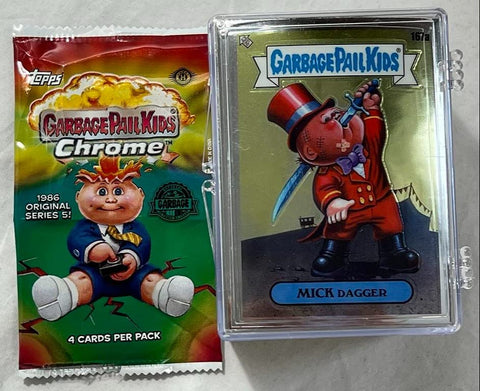 Topps
GARBAGE PAIL KIDS
Chrome
1986
ORIGINAL
SERIES 5!
GARBAGE
4 CARDS PER PACK
167a
GARBAGE PAIL KIDS
MICK DAGGER